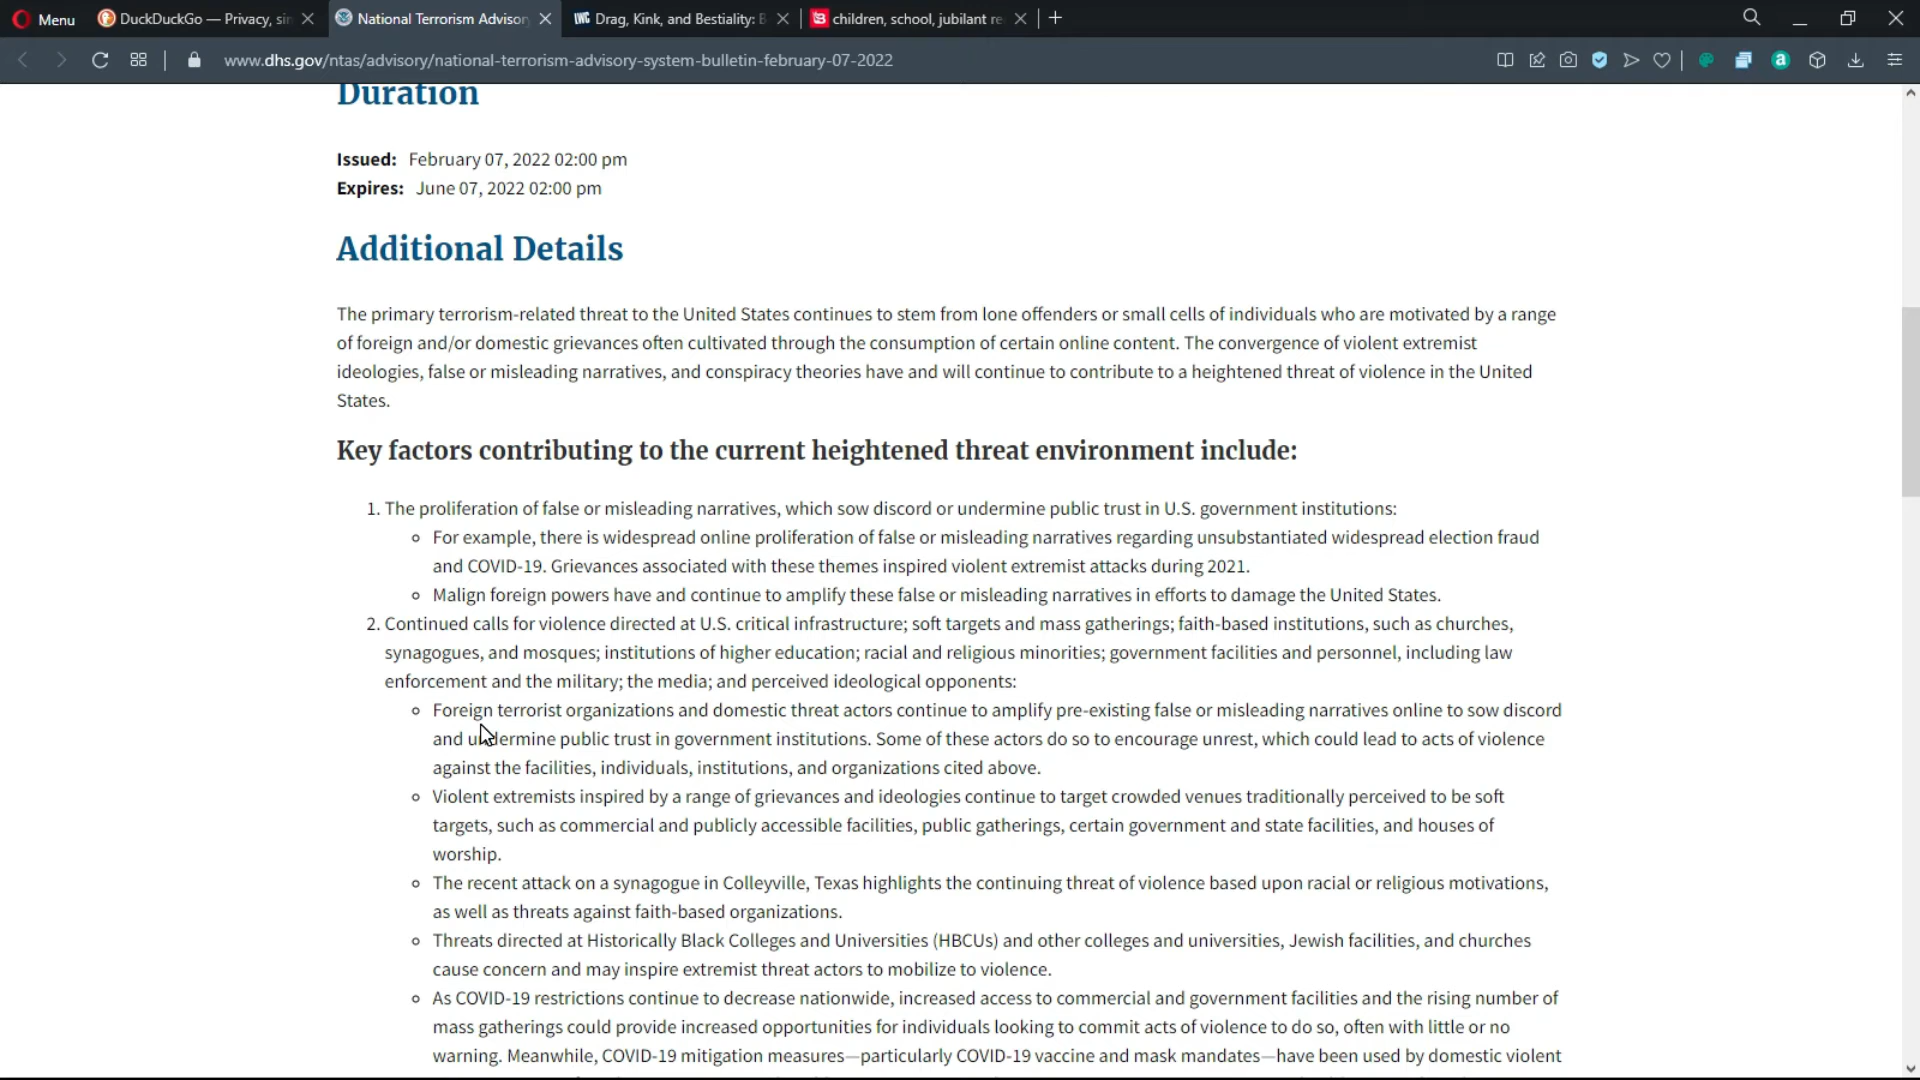 Menu
DuckDuckGo — Privacy, sin
National Terrorism Advisor
Drag, Kink, and Bestiality: B
children, school, jubilant re
www.dhs.gov/ntas/advisory/national-terrorism-advisory-system-bulletin-february-07-2022
Duration
Issued: February 07, 2022 02:00 pm
Expires: June 07, 2022 02:00 pm
Additional Details
The primary terrorism-related threat to the United States continues to stem from lone offenders or small cells of individuals who are motivated by a range
of foreign and/or domestic grievances often cultivated through the consumption of certain online content. The convergence of violent extremist
ideologies, false or misleading narratives, and conspiracy theories have and will continue to contribute to a heightened threat of violence in the United
States.
Key factors contributing to the current heightened threat environment include:
1. The proliferation of false or misleading narratives, which sow discord or undermine public trust in U.S. government institutions:
For example, there is widespread online proliferation of false or misleading narratives regarding unsubstantiated widespread election fraud
and COVID-19. Grievances associated with these themes inspired violent extremist attacks during 2021.
Malign foreign powers have and continue to amplify these false or misleading narratives in efforts to damage the United States.
2. Continued calls for violence directed at U.S. critical infrastructure; soft targets and mass gatherings; faith-based institutions, such as churches,
synagogues, and mosques; institutions of higher education; racial and religious minorities; government facilities and personnel, including law
enforcement and the military; the media; and perceived ideological opponents:
Foreign terrorist organizations and domestic threat actors continue to amplify pre-existing false or misleading narratives online to sow discord
and undermine public trust in government institutions. Some of these actors do so to encourage unrest, which could lead to acts of violence
against the facilities, individuals, institutions, and organizations cited above.
Violent extremists inspired by a range of grievances and ideologies continue to target crowded venues traditionally perceived to be soft
targets, such as commercial and publicly accessible facilities, public gatherings, certain government and state facilities, and houses of
worship.
The recent attack on a synagogue in Colleyville, Texas highlights the continuing threat of violence based upon racial or religious motivations,
as well as threats against faith-based organizations.
Threats directed at Historically Black Colleges and Universities (HBCUs) and other colleges and universities, Jewish facilities, and churches
cause concern and may inspire extremist threat actors to mobilize to violence.
As COVID-19 restrictions continue to decrease nationwide, increased access to commercial and government facilities and the rising number of
mass gatherings could provide increased opportunities for individuals looking to commit acts of violence to do so, often with little or no
warning. Meanwhile, COVID-19 mitigation measures—particularly COVID-19 vaccine and mask mandates—have been used by domestic violent